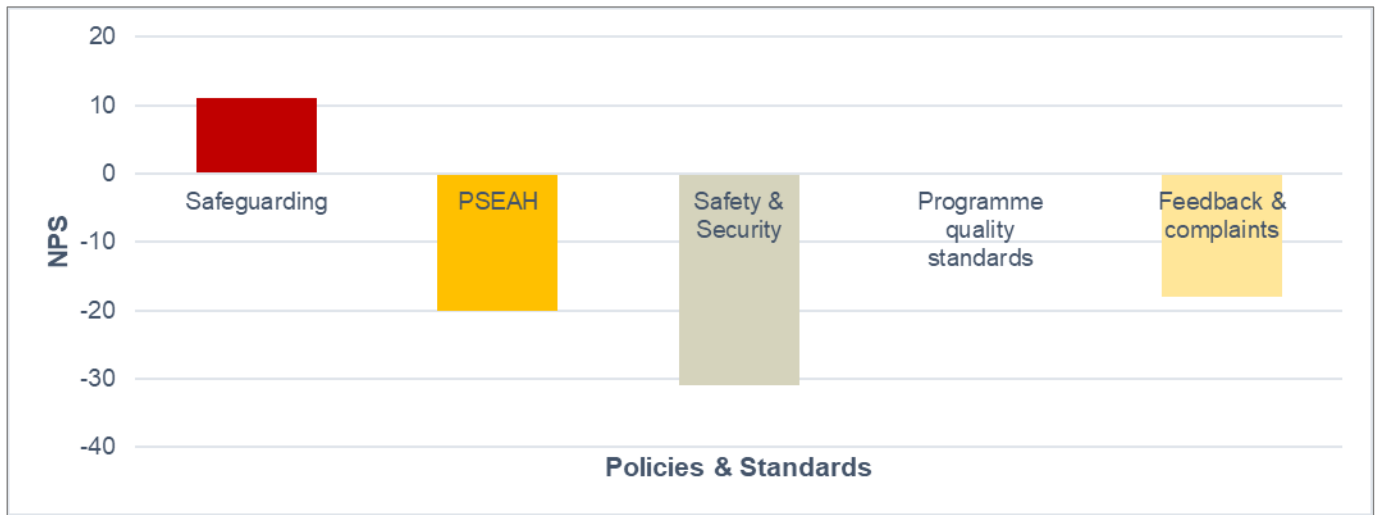 20
10
0
-10
-20
-30
-40
NPS
Safeguarding
PSEAH
Safety &
Security
Programme
quality
standards
Feedback &
complaints
Policies & Standards